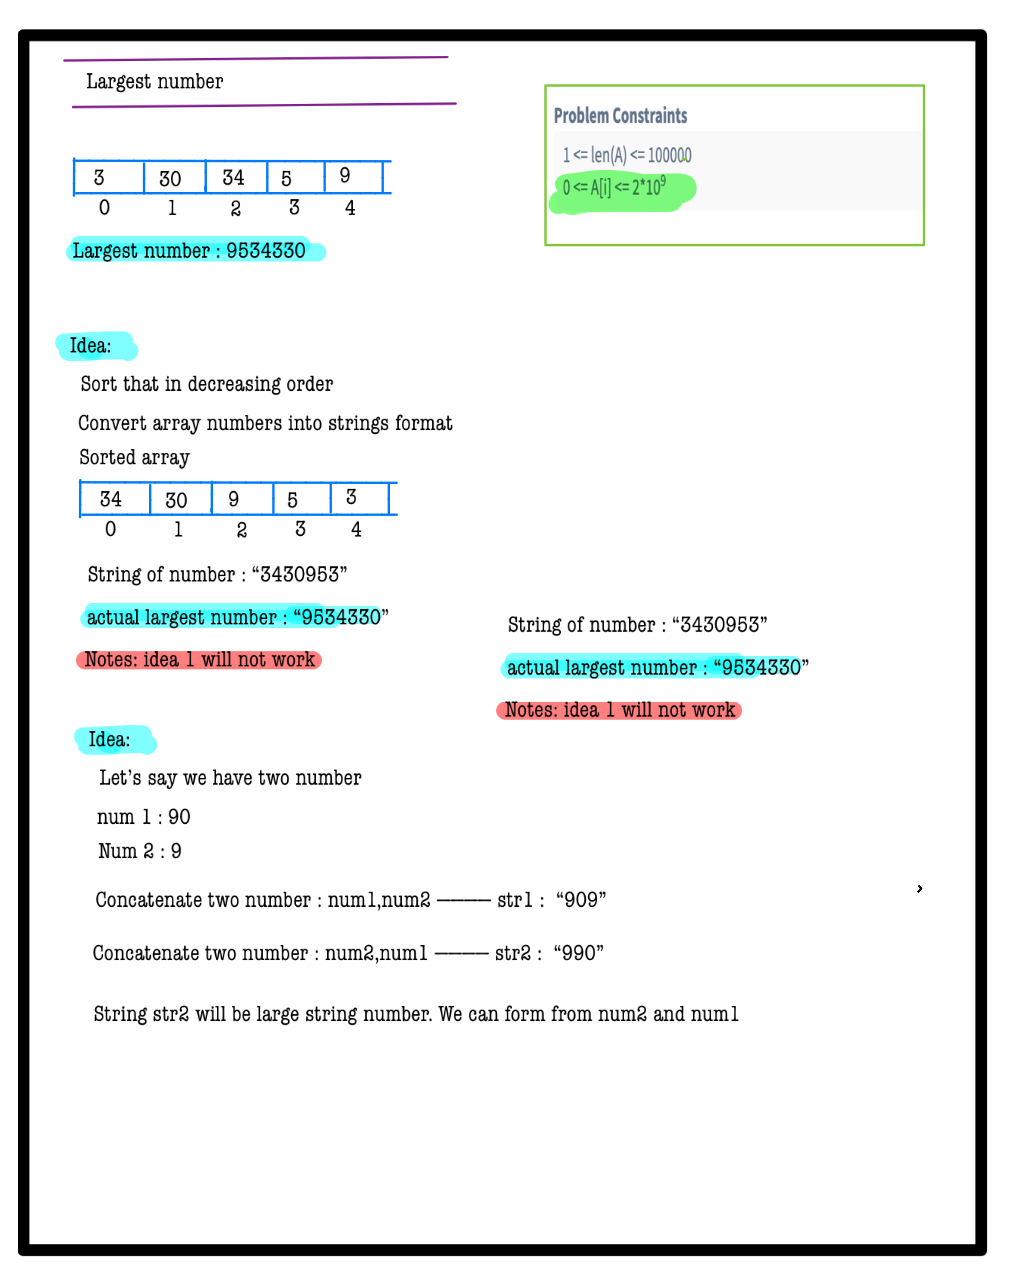 Largest number
Problem Constraints
1 <= len(A) <= 100000
0 <= A[i] <= 2*10^9
3 30 34 5 9
0 1 2 3 4
Largest number : 9534330
Idea:
Sort that in decreasing order
Convert array numbers into strings format
Sorted array
34 30 9 5 3
0 1 2 3 4
String of number : “3430953”
actual largest number : “9534330”
Notes: idea 1 will not work
String of number : “3430953”
actual largest number : “9534330”
Notes: idea 1 will not work
Idea:
Let’s say we have two number
num 1 : 90
Num 2 : 9
Concatenate two number : num1,num2 ———— str1 : “909”
Concatenate two number : num2,num1 ———— str2 : “990”
String str2 will be large string number. We can form from num2 and num1